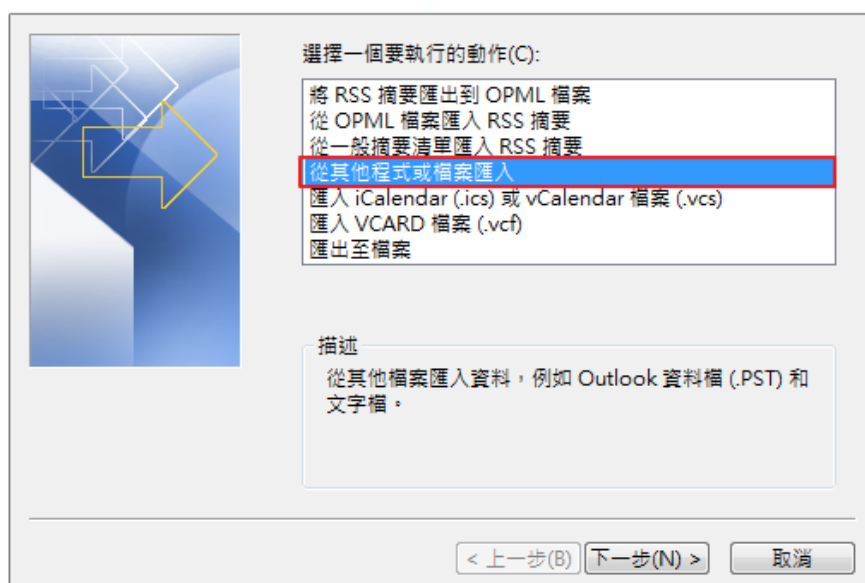 選擇一個要執行的動作(C):
將 RSS 摘要匯出到 OPML 檔案
從 OPML 檔案匯入 RSS 摘要
從一般摘要清單匯入 RSS 摘要
從其他程式或檔案匯入
匯入 iCalendar (.ics) 或 vCalendar 檔案 (.vcs)
匯入 VCARD 檔案 (.vcf)
匯出至檔案
描述
從其他檔案匯入資料，例如 Outlook 資料檔 (.PST) 和
文字檔。
< 上一步(B) 下一步(N) > 取消